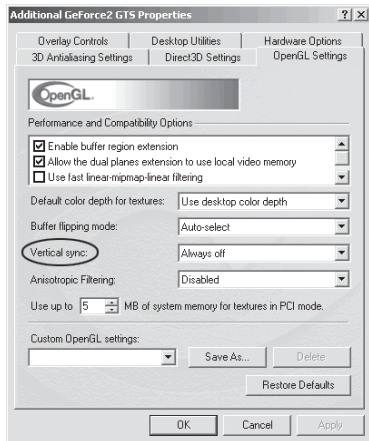 Additional GeForce2 GTS Properties ? X
Overlay Controls Desktop Utilities Hardware Options
3D Antialiasing Settings Direct3D Settings OpenGL Settings
OpenGL.
Performance and Compatibility Options
Enable buffer region extension
Allow the dual planes extension to use local video memory
Use fast linear-mipmap-linear filtering
Default color depth for textures: Use desktop color depth
Buffer flipping mode: Auto-select
Vertical sync: Always off
Anisotropic Filtering: Disabled
Use up to 5 MB of system memory for textures in PCI mode.
Custom OpenGL settings:
Save As... Delete
Restore Defaults
OK Cancel Apply